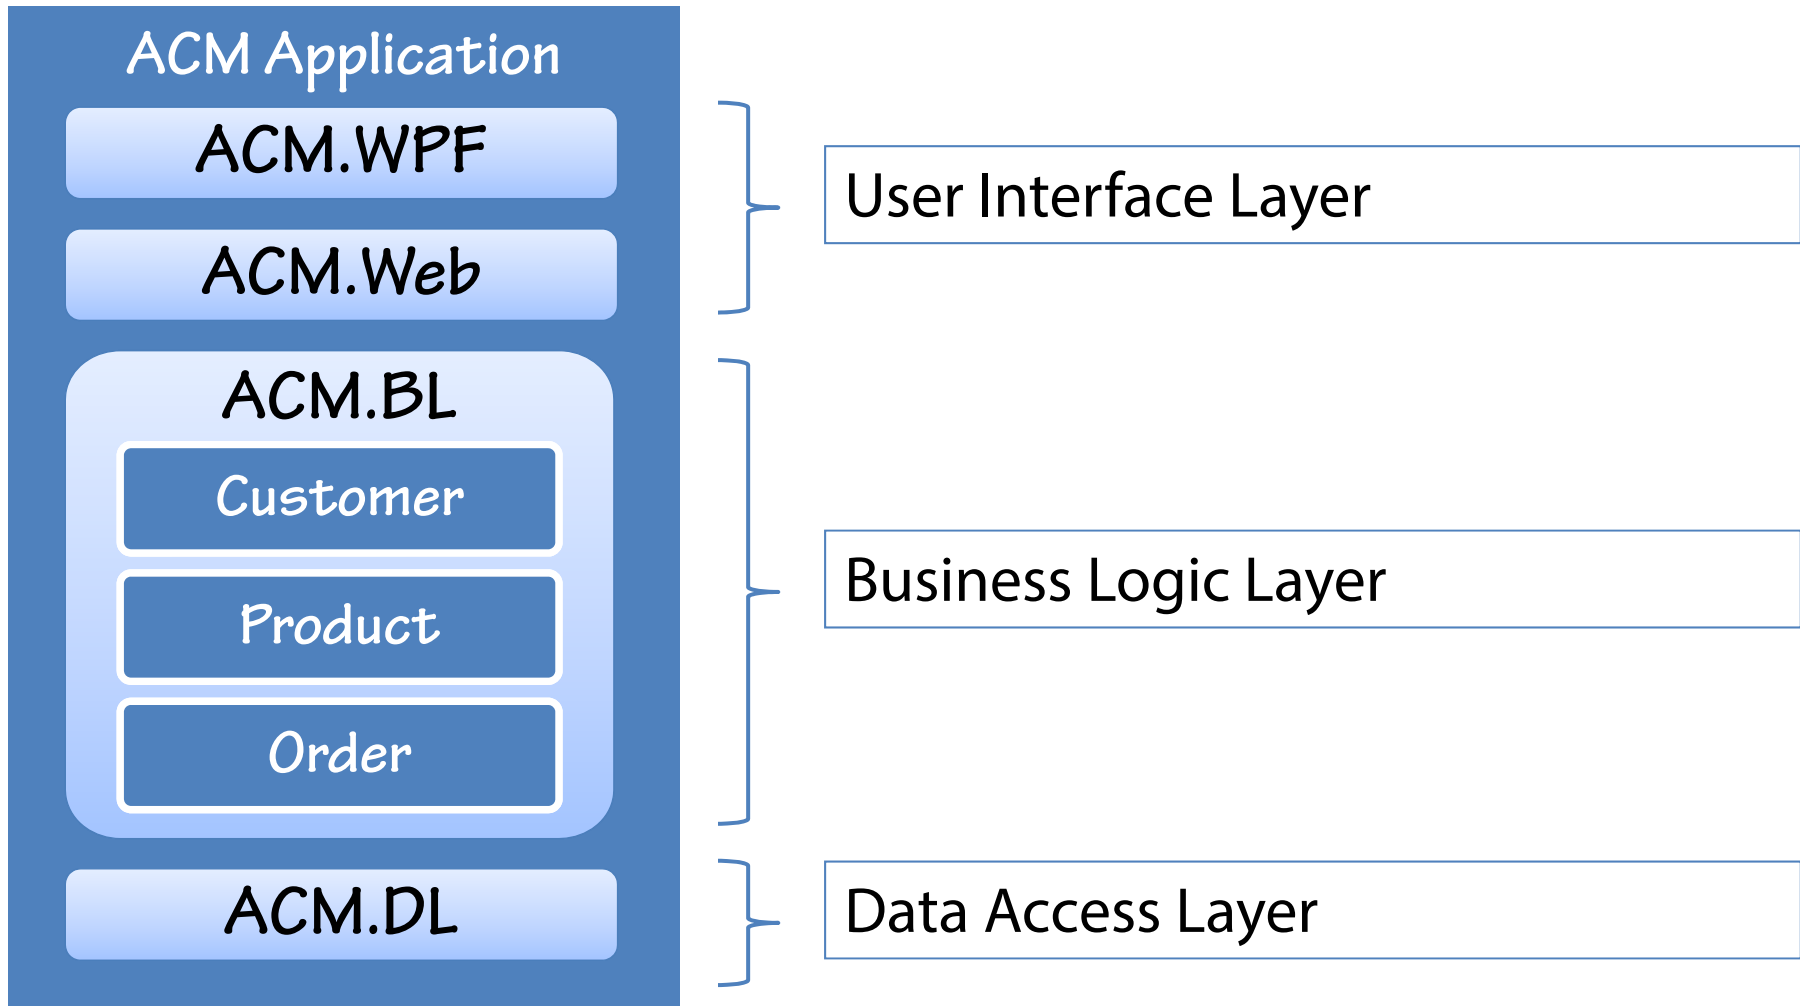 ACM Application
ACM.WPF
ACM.Web
User Interface Layer
ACM.BL
Customer
Product
Order
Business Logic Layer
ACM.DL
Data Access Layer